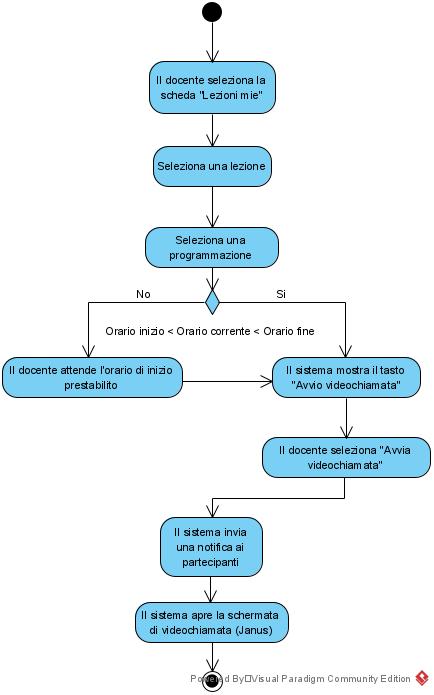 Il docente seleziona la
scheda "Lezioni mie"
Seleziona una lezione
Seleziona una
programmazione
No
Si
Orario inizio < Orario corrente < Orario fine
Il docente attende l'orario di inizio
prestabilito
Il sistema mostra il tasto
"Avvio videochiamata"
Il docente seleziona "Avvia
videochiamata"
Il sistema invia
una notifica ai
partecipanti
Il sistema apre la schermata
di videochiamata (Janus)
Powered By□Visual Paradigm Community Edition